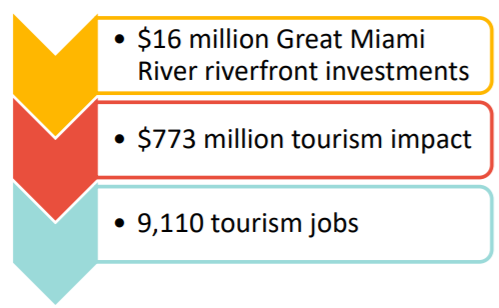 • $16 million Great Miami
River riverfront investments
• $773 million tourism impact
• 9,110 tourism jobs